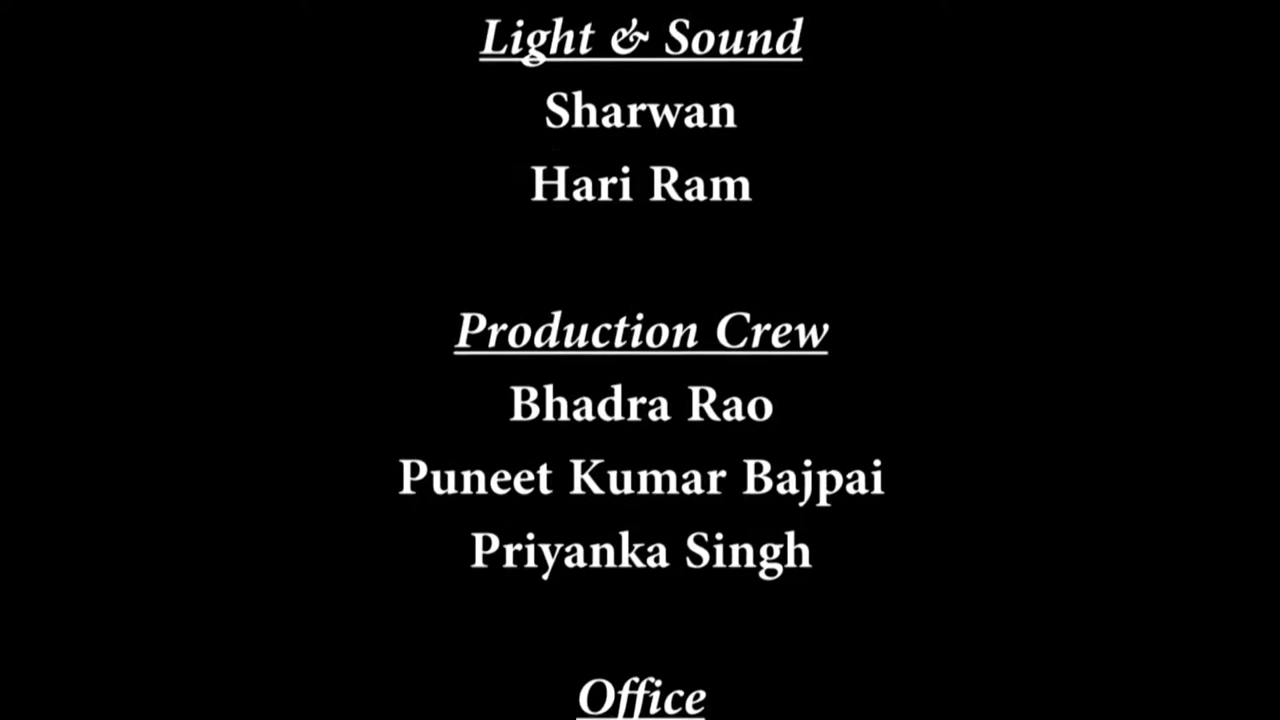 Light & Sound
Sharwan
Hari Ram
Production Crew
Bhadra Rao
Puneet Kumar Bajpai
Priyanka Singh
Office